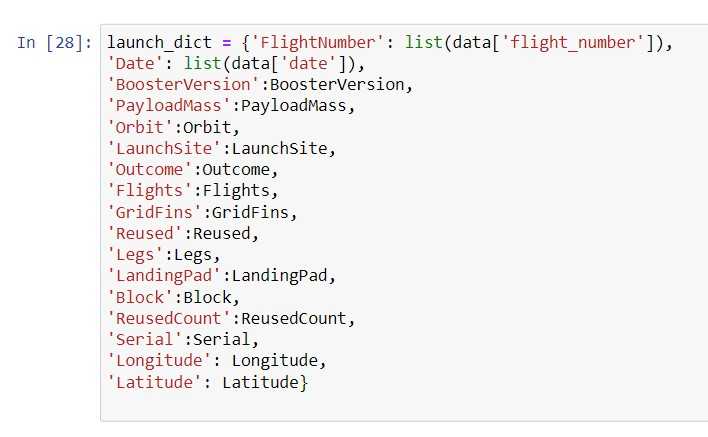 In [28]: launch_dict = {'FlightNumber': list(data['flight_number']),
'Date': list(data['date']),
'BoosterVersion':BoosterVersion,
'PayloadMass':PayloadMass,
'Orbit':Orbit,
'LaunchSite':LaunchSite,
'Outcome':Outcome,
'Flights':Flights,
'GridFins':GridFins,
'Reused':Reused,
'Legs':Legs,
'LandingPad':LandingPad,
'Block':Block,
'ReusedCount':ReusedCount,
'Serial':Serial,
'Longitude': Longitude,
'Latitude': Latitude}